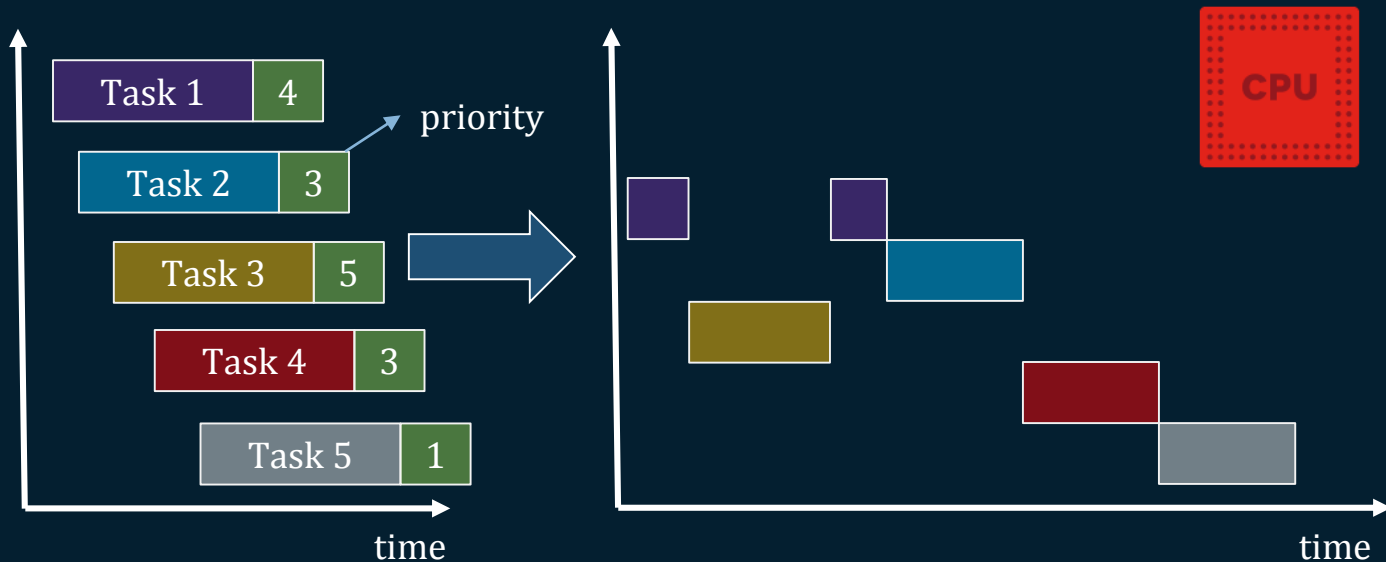 Task 1 4
priority
Task 2 3
Task 3 5
Task 4 3
Task 5 1
time
CPU
time